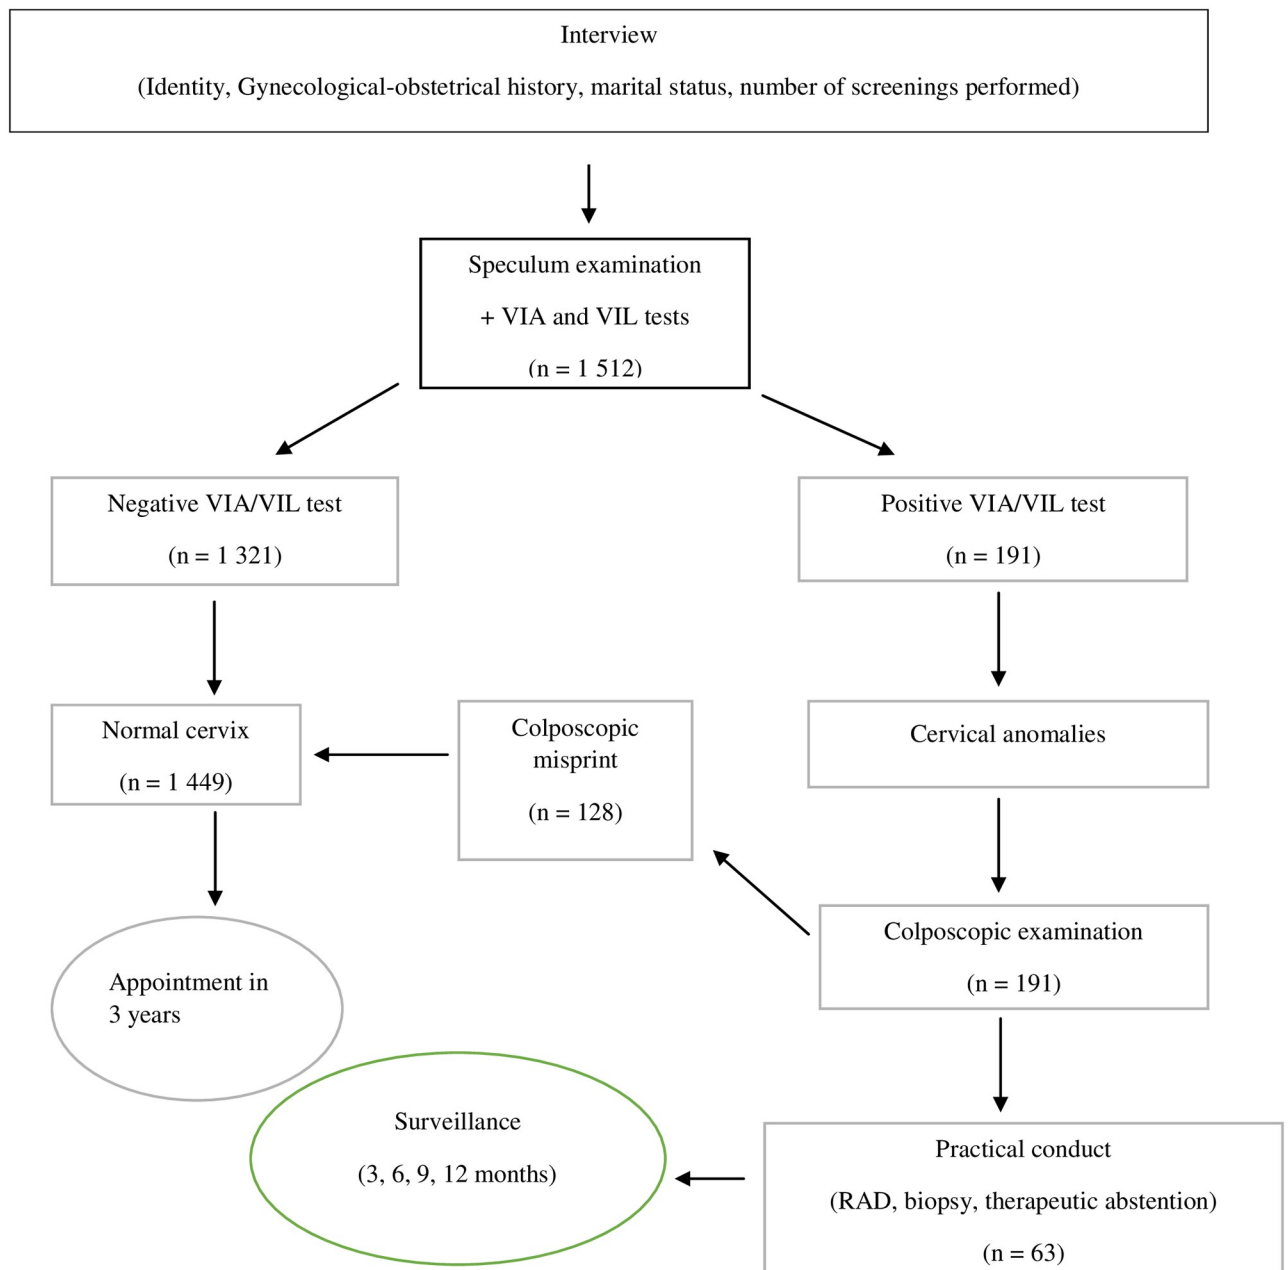 Interview
(Identity, Gynecological-obstetrical history, marital status, number of screenings performed)
Speculum examination
+ VIA and VIL tests
(n = 1 512)
Negative VIA/VIL test
(n = 1 321)
Positive VIA/VIL test
(n = 191)
Normal cervix
(n = 1 449)
Colposcopic
misprint
(n = 128)
Cervical anomalies
Colposcopic examination
(n = 191)
Appointment in
3 years
Surveillance
(3, 6, 9, 12 months)
Practical conduct
(RAD, biopsy, therapeutic abstention)
(n = 63)